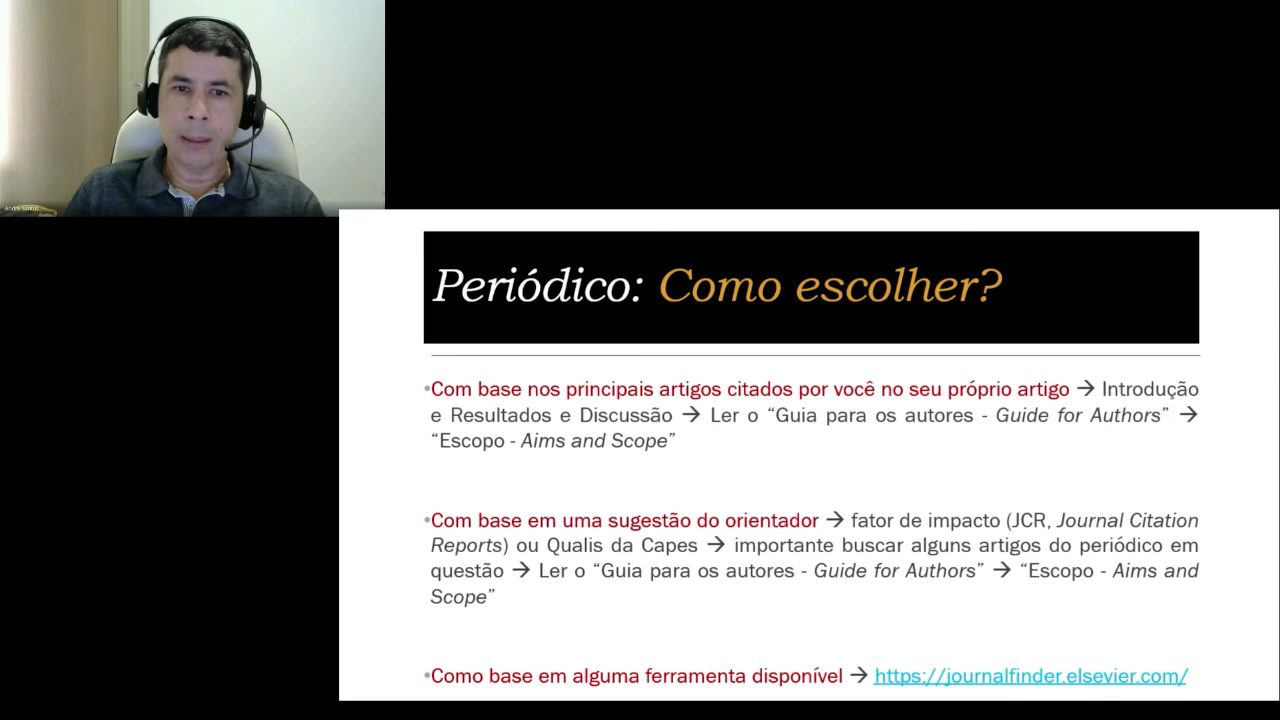 André Santos
Periódico: Como escolher?
•Com base nos principais artigos citados por você no seu próprio artigo → Introdução
e Resultados e Discussão → Ler o “Guia para os autores - Guide for Authors” →
“Escopo - Aims and Scope”
•Com base em uma sugestão do orientador → fator de impacto (JCR, Journal Citation
Reports) ou Qualis da Capes → importante buscar alguns artigos do periódico em
questão → Ler o “Guia para os autores - Guide for Authors” → “Escopo - Aims and
Scope”
•Como base em alguma ferramenta disponível → https://journalfinder.elsevier.com/